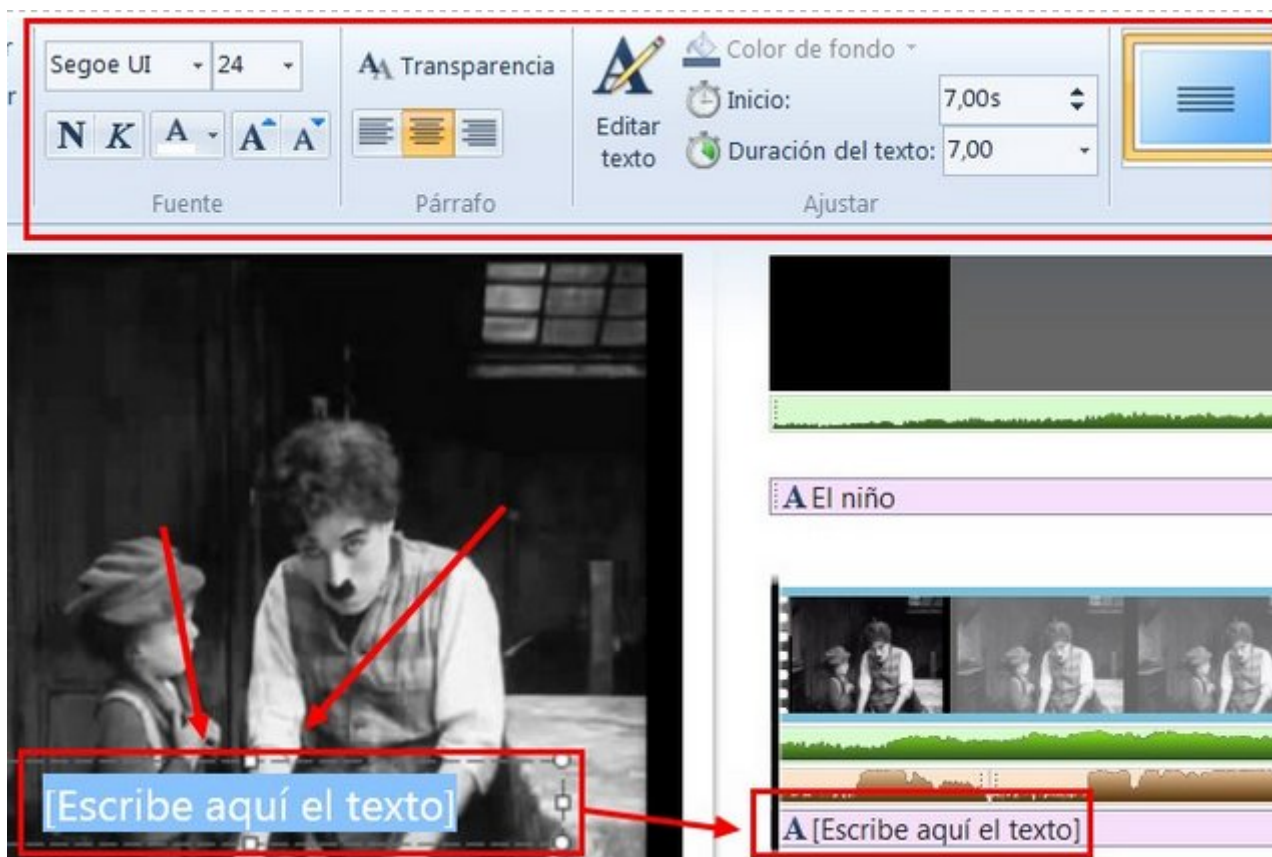 Segoe UI 24
N K A A A
Fuente
AA Transparencia
Párrafo
Editar
texto
Color de fondo
Inicio: 7,00s
Duración del texto: 7,00
Ajustar
A El niño
[Escribe aquí el texto]
A [Escribe aquí el texto]